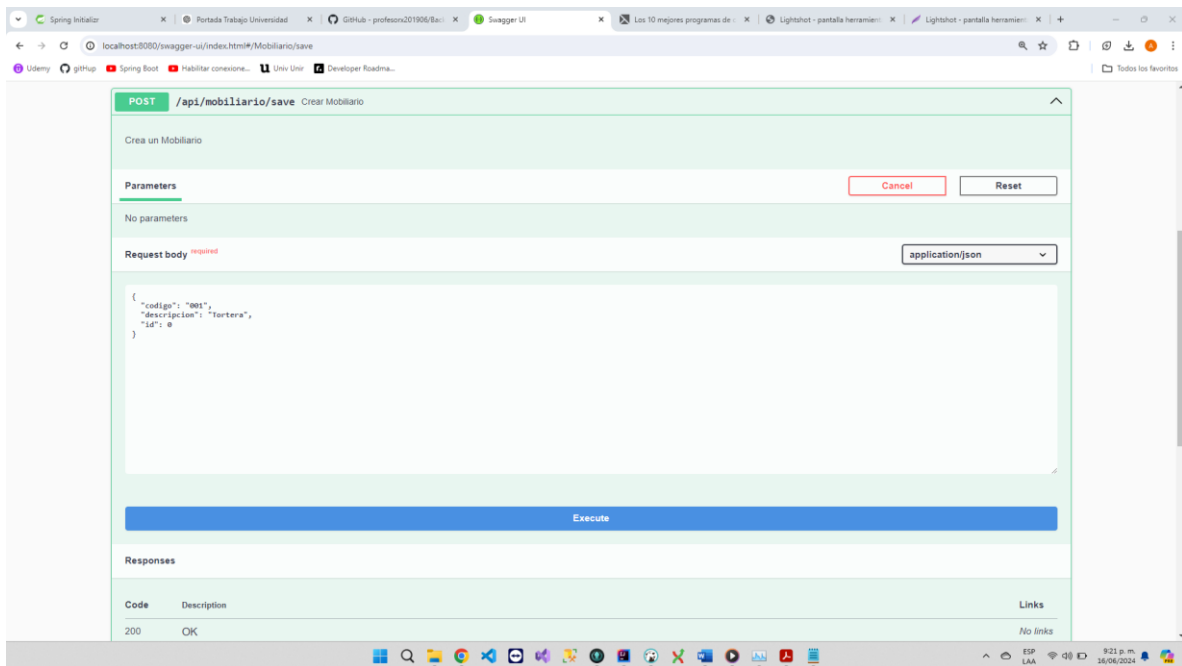 Spring Initializr
Portada Trabajo Universidad
GitHub - profesorx201906/Baci
Swagger UI
Los 10 mejores programas de c
Lightshot - pantalla herramient
Lightshot - pantalla herramient
localhost:8080/swagger-ui/index.html#/Mobiliario/save
Udemy
gitHup
Spring Boot
Habilitar conexione...
Univ Unir
Developer Roadma...
Todos los favoritos
POST /api/mobiliario/save Crear Mobiliario
Crea un Mobiliario
Parameters
Cancel
Reset
No parameters
Request body required
application/json
{
"codigo": "001",
"descripcion": "Tortera",
"id": 0
}
Execute
Responses
Code Description Links
200 OK No links
ESP
LAA
9:21 p. m.
16/06/2024